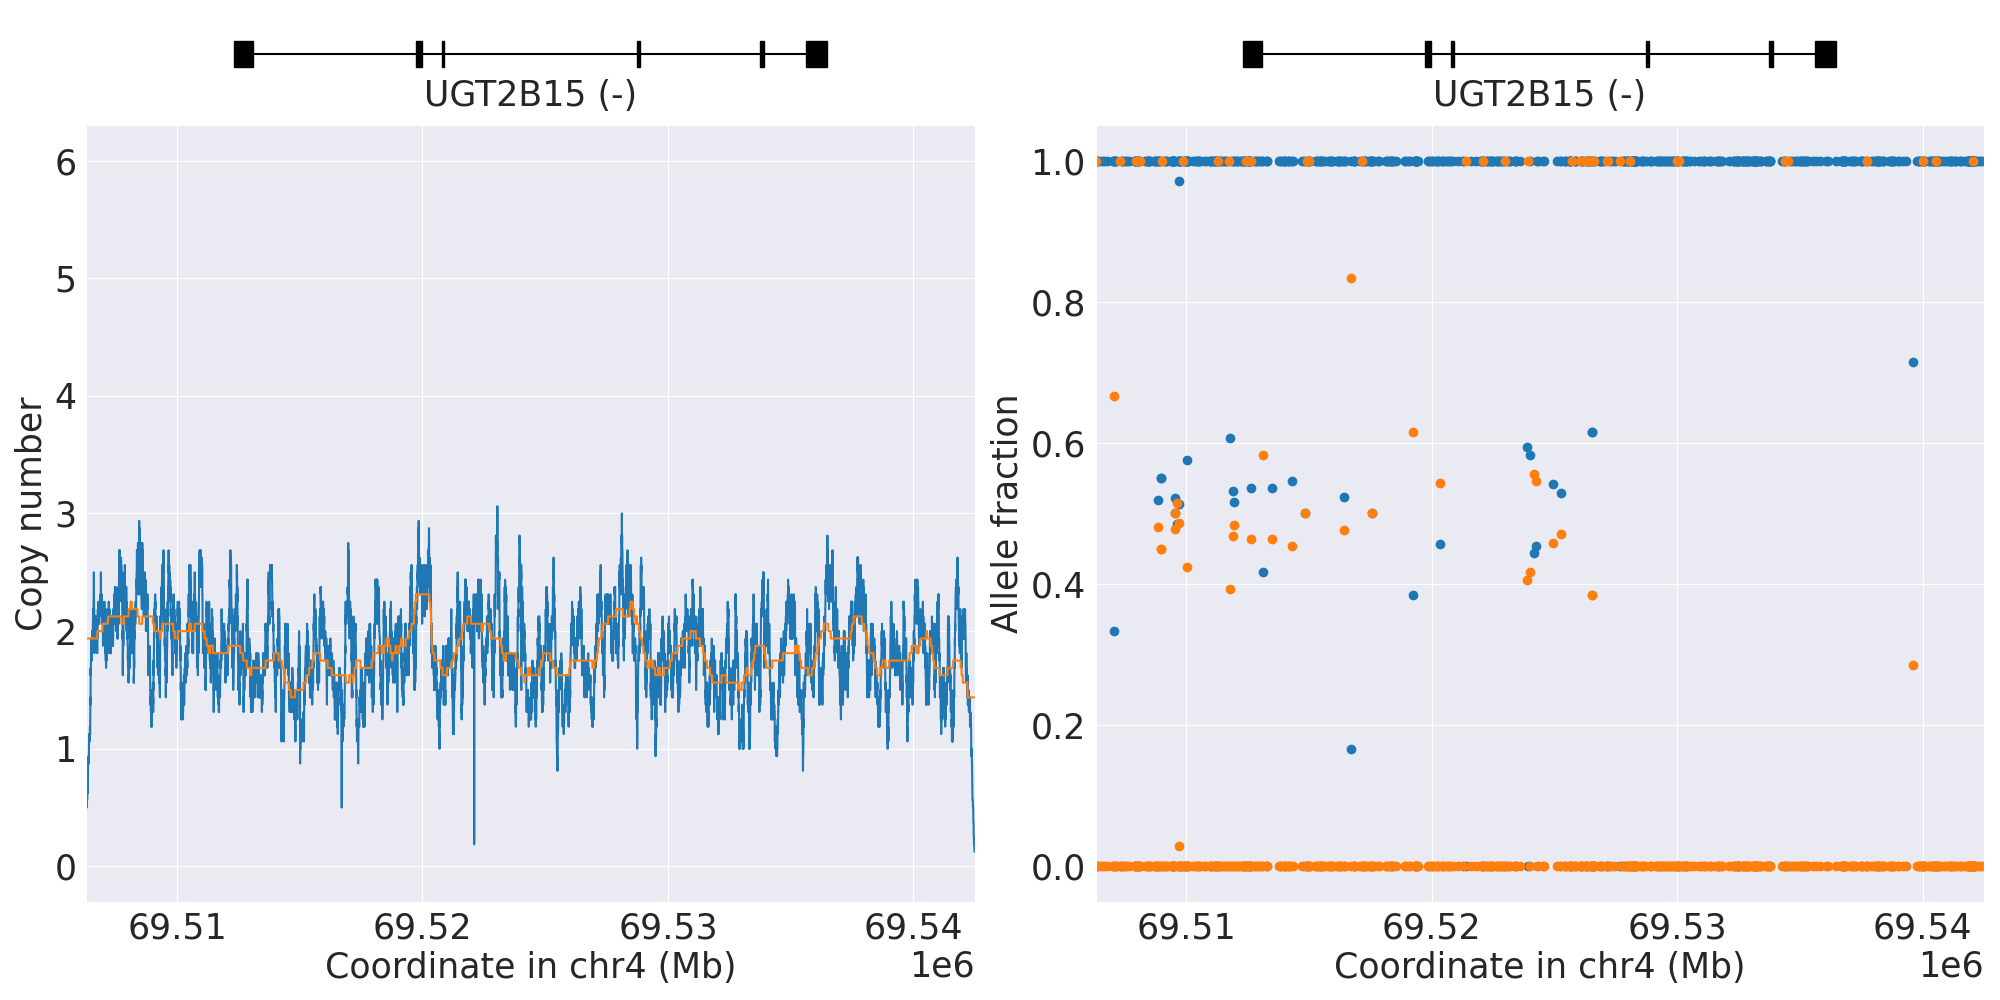 UGT2B15 (-)
6
5
4
3
2
1
0
Copy number
69.51
69.52
69.53
69.54
Coordinate in chr4 (Mb)
1e6
UGT2B15 (-)
1.0
0.8
0.6
0.4
0.2
0.0
Allele fraction
69.51
69.52
69.53
69.54
Coordinate in chr4 (Mb)
1e6